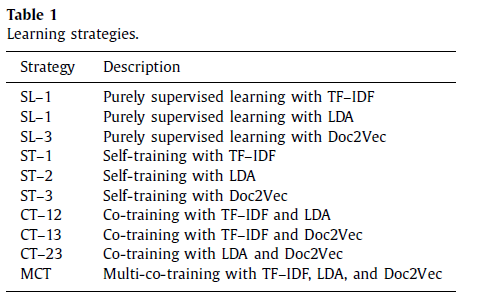 Table 1
Learning strategies.
Strategy Description
SL–1 Purely supervised learning with TF–IDF
SL–1 Purely supervised learning with LDA
SL–3 Purely supervised learning with Doc2Vec
ST–1 Self-training with TF–IDF
ST–2 Self-training with LDA
ST–3 Self-training with Doc2Vec
CT–12 Co-training with TF–IDF and LDA
CT–13 Co-training with TF–IDF and Doc2Vec
CT–23 Co-training with LDA and Doc2Vec
MCT Multi-co-training with TF–IDF, LDA, and Doc2Vec